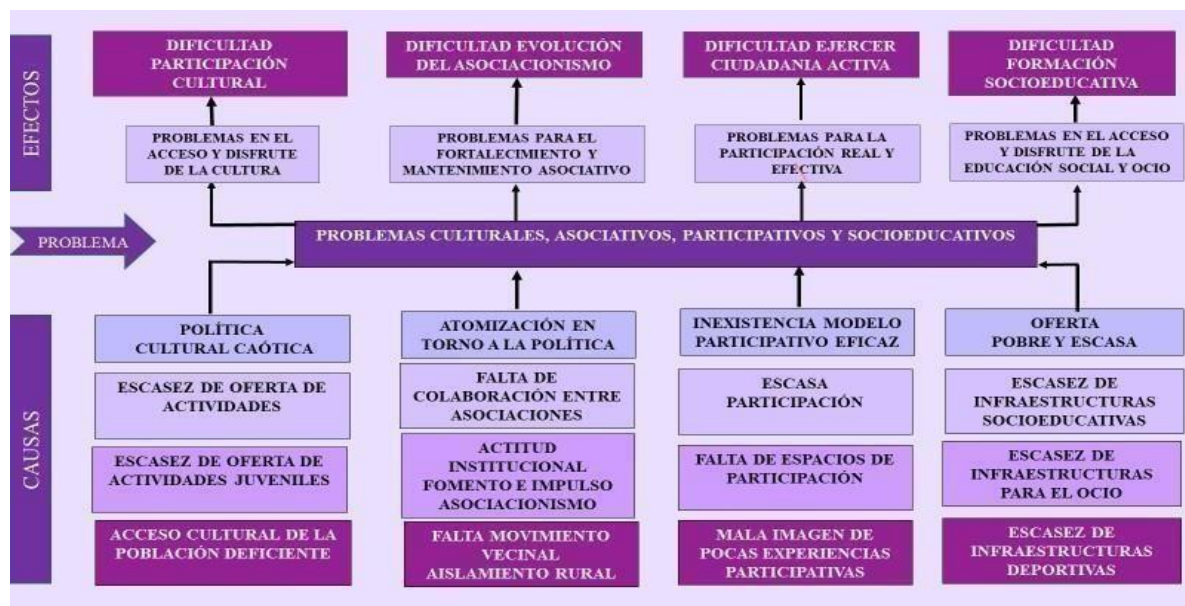 EFECTOS
DIFICULTAD
PARTICIPACIÓN
CULTURAL
DIFICULTAD EVOLUCIÓN
DEL ASOCIACIONISMO
DIFICULTAD EJERCER
CIUDADANIA ACTIVA
DIFICULTAD
FORMACIÓN
SOCIOEDUCATIVA
PROBLEMAS EN EL
ACCESO Y DISFRUTE
DE LA CULTURA
PROBLEMAS PARA EL
FORTALECIMIENTO Y
MANTENIMIENTO ASOCIATIVO
PROBLEMAS PARA LA
PARTICIPACIÓN REAL Y
EFECTIVA
PROBLEMAS EN EL ACCESO
Y DISFRUTE DE LA
EDUCACIÓN SOCIAL Y OCIO
PROBLEMA
PROBLEMAS CULTURALES, ASOCIATIVOS, PARTICIPATIVOS Y SOCIOEDUCATIVOS
CAUSAS
POLÍTICA
CULTURAL CAÓTICA
ATOMIZACIÓN EN
TORNO A LA POLÍTICA
INEXISTENCIA MODELO
PARTICIPATIVO EFICAZ
OFERTA
POBRE Y ESCASA
ESCASEZ DE OFERTA DE
ACTIVIDADES
FALTA DE
COLABORACIÓN ENTRE
ASOCIACIONES
ESCASA
PARTICIPACIÓN
ESCASEZ DE
INFRAESTRUCTURAS
SOCIOEDUCATIVAS
ESCASEZ DE OFERTA DE
ACTIVIDADES JUVENILES
ACTITUD
INSTITUCIONAL
FOMENTO E IMPULSO
ASOCIACIONISMO
FALTA DE ESPACIOS DE
PARTICIPACIÓN
ESCASEZ DE
INFRAESTRUCTURAS
PARA EL OCIO
ACCESO CULTURAL DE LA
POBLACIÓN DEFICIENTE
FALTA MOVIMIENTO
VECINAL
AISLAMIENTO RURAL
MALA IMAGEN DE
POCAS EXPERIENCIAS
PARTICIPATIVAS
ESCASEZ DE
INFRAESTRUCTURAS
DEPORTIVAS